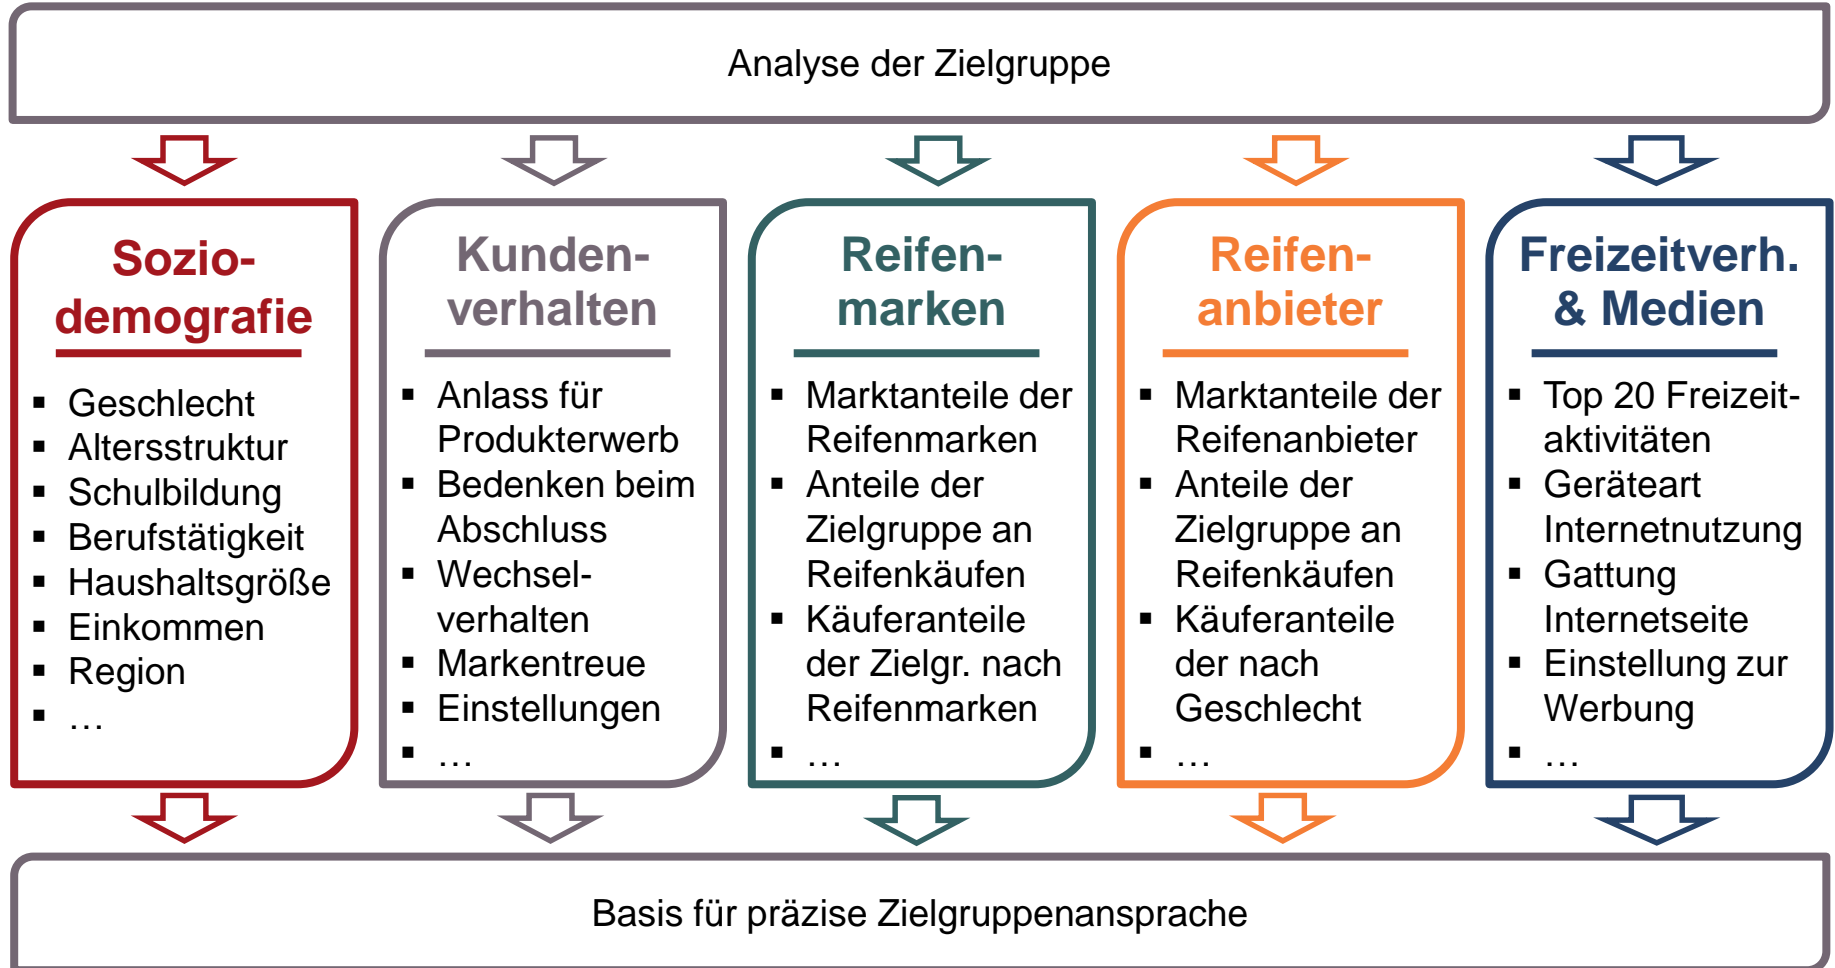 Analyse der Zielgruppe
Sozio-
demografie
▪ Geschlecht
▪ Altersstruktur
▪ Schulbildung
▪ Berufstätigkeit
▪ Haushaltsgröße
▪ Einkommen
▪ Region
▪ …
Kunden-
verhalten
▪ Anlass für
Produkterwerb
▪ Bedenken beim
Abschluss
▪ Wechsel-
verhalten
▪ Markentreue
▪ Einstellungen
▪ …
Reifen-
marken
▪ Marktanteile der
Reifenmarken
▪ Anteile der
Zielgruppe an
Reifenkäufen
▪ Käuferanteile
der Zielgr. nach
Reifenmarken
▪ …
Reifen-
anbieter
▪ Marktanteile der
Reifenanbieter
▪ Anteile der
Zielgruppe an
Reifenkäufen
▪ Käuferanteile
der nach
Geschlecht
▪ …
Freizeitverh.
& Medien
▪ Top 20 Freizeit-
aktivitäten
▪ Geräteart
Internetnutzung
▪ Gattung
Internetseite
▪ Einstellung zur
Werbung
▪ …
Basis für präzise Zielgruppenansprache